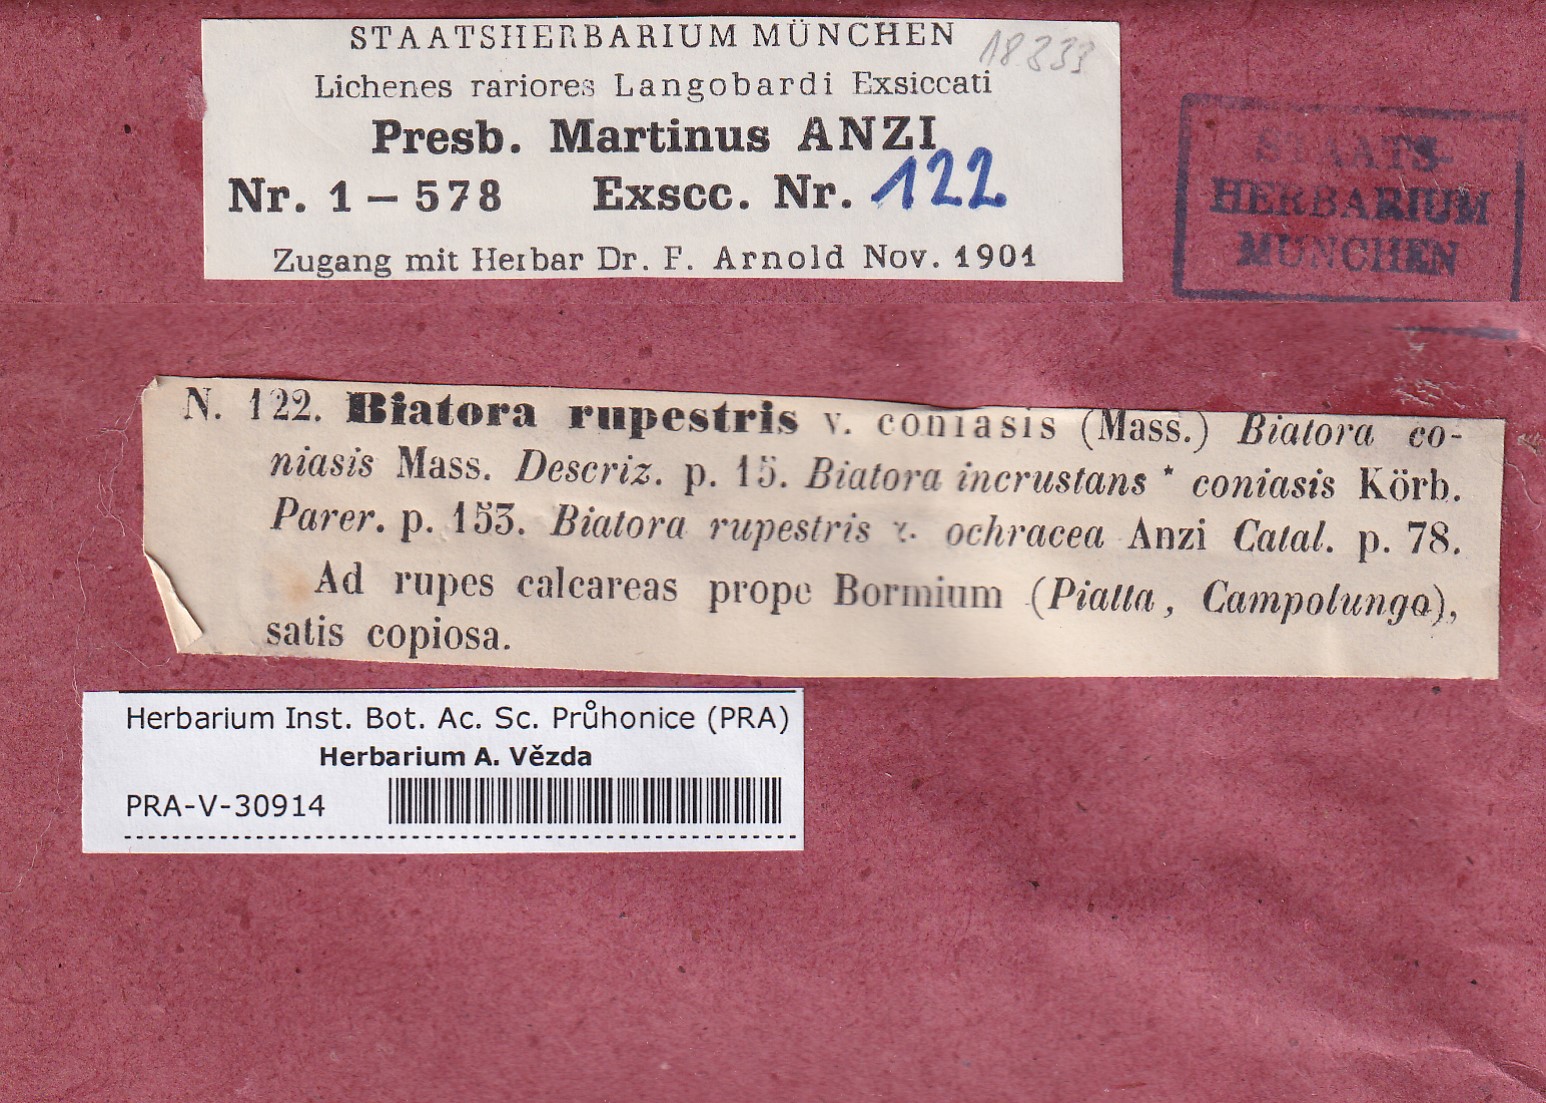 STAATSHERBARIUM MÜNCHEN
18333
Lichenes rariores Langobardi Exsiccati
Presb. Martinus ANZI
Nr. 1 – 578 Exscc. Nr. 122
Zugang mit Herbar Dr. F. Arnold Nov. 1901
STAATS-
HERBARIUM
MÜNCHEN
N. 122. Biatora rupestris v. coniasis (Mass.) Biatora co-
niasis Mass. Descriz. p. 15. Biatora incrustans * coniasis Körb.
Parer. p. 153. Biatora rupestris ochracea Anzi Catal. p. 78.
Ad rupes calcareas prope Bormium (Piatta, Campolungo),
satis copiosa.
Herbarium Inst. Bot. Ac. Sc. Průhonice (PRA)
Herbarium A. Vězda
PRA-V-30914